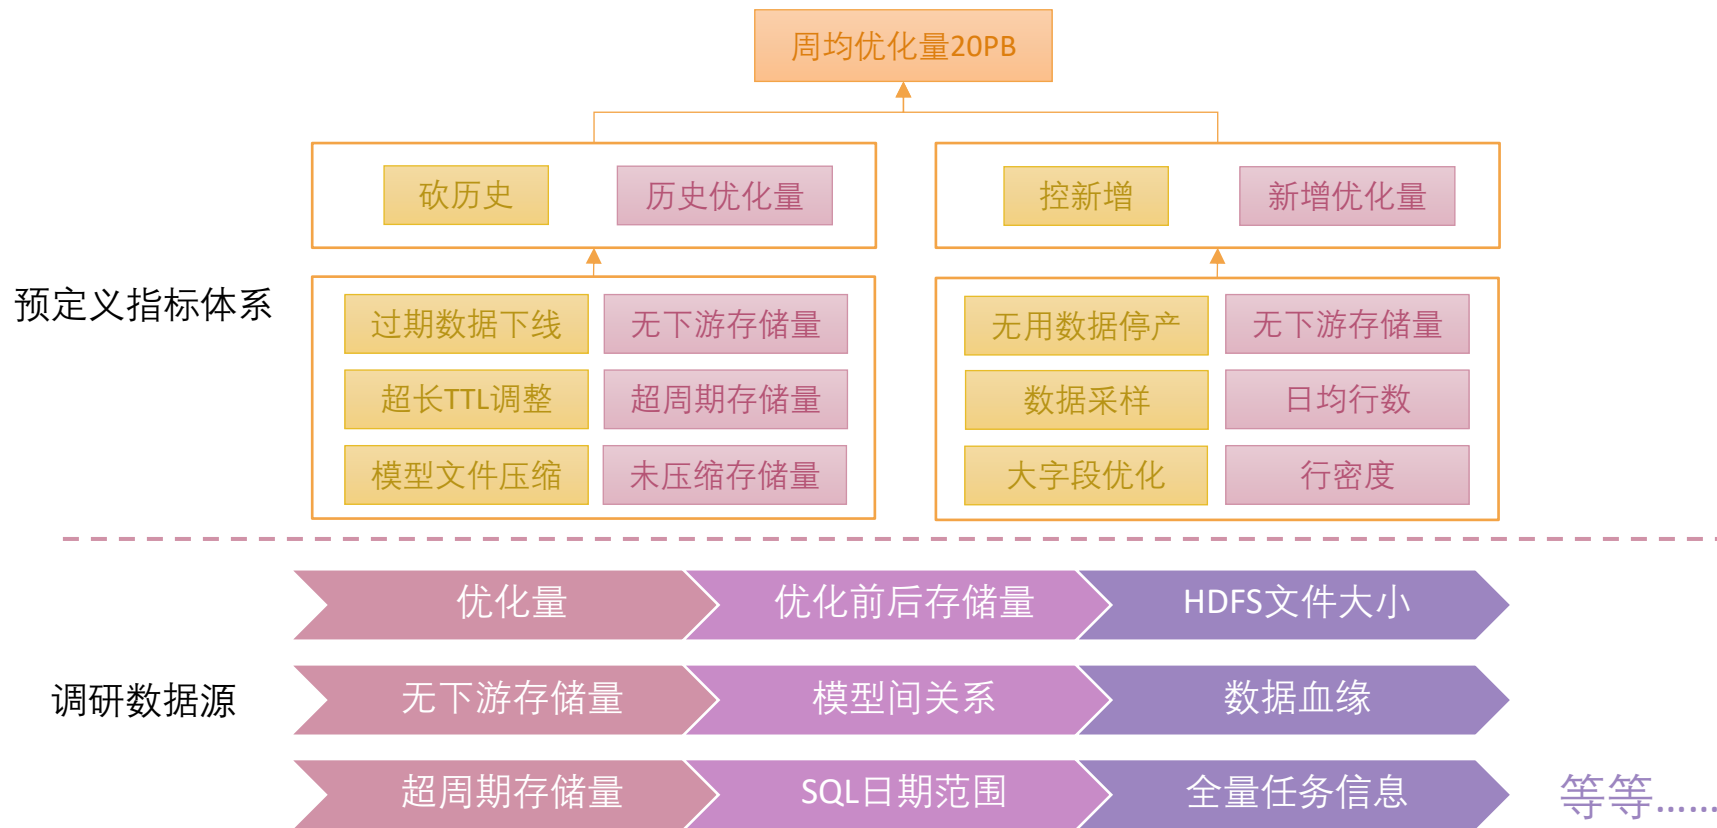 周均优化量20PB
砍历史
历史优化量
控新增
新增优化量
预定义指标体系
过期数据下线
无下游存储量
超长TTL调整
超周期存储量
模型文件压缩
未压缩存储量
无用数据停产
无下游存储量
数据采样
日均行数
大字段优化
行密度
调研数据源
优化量
优化前后存储量
HDFS文件大小
无下游存储量
模型间关系
数据血缘
超周期存储量
SQL日期范围
全量任务信息
等等......